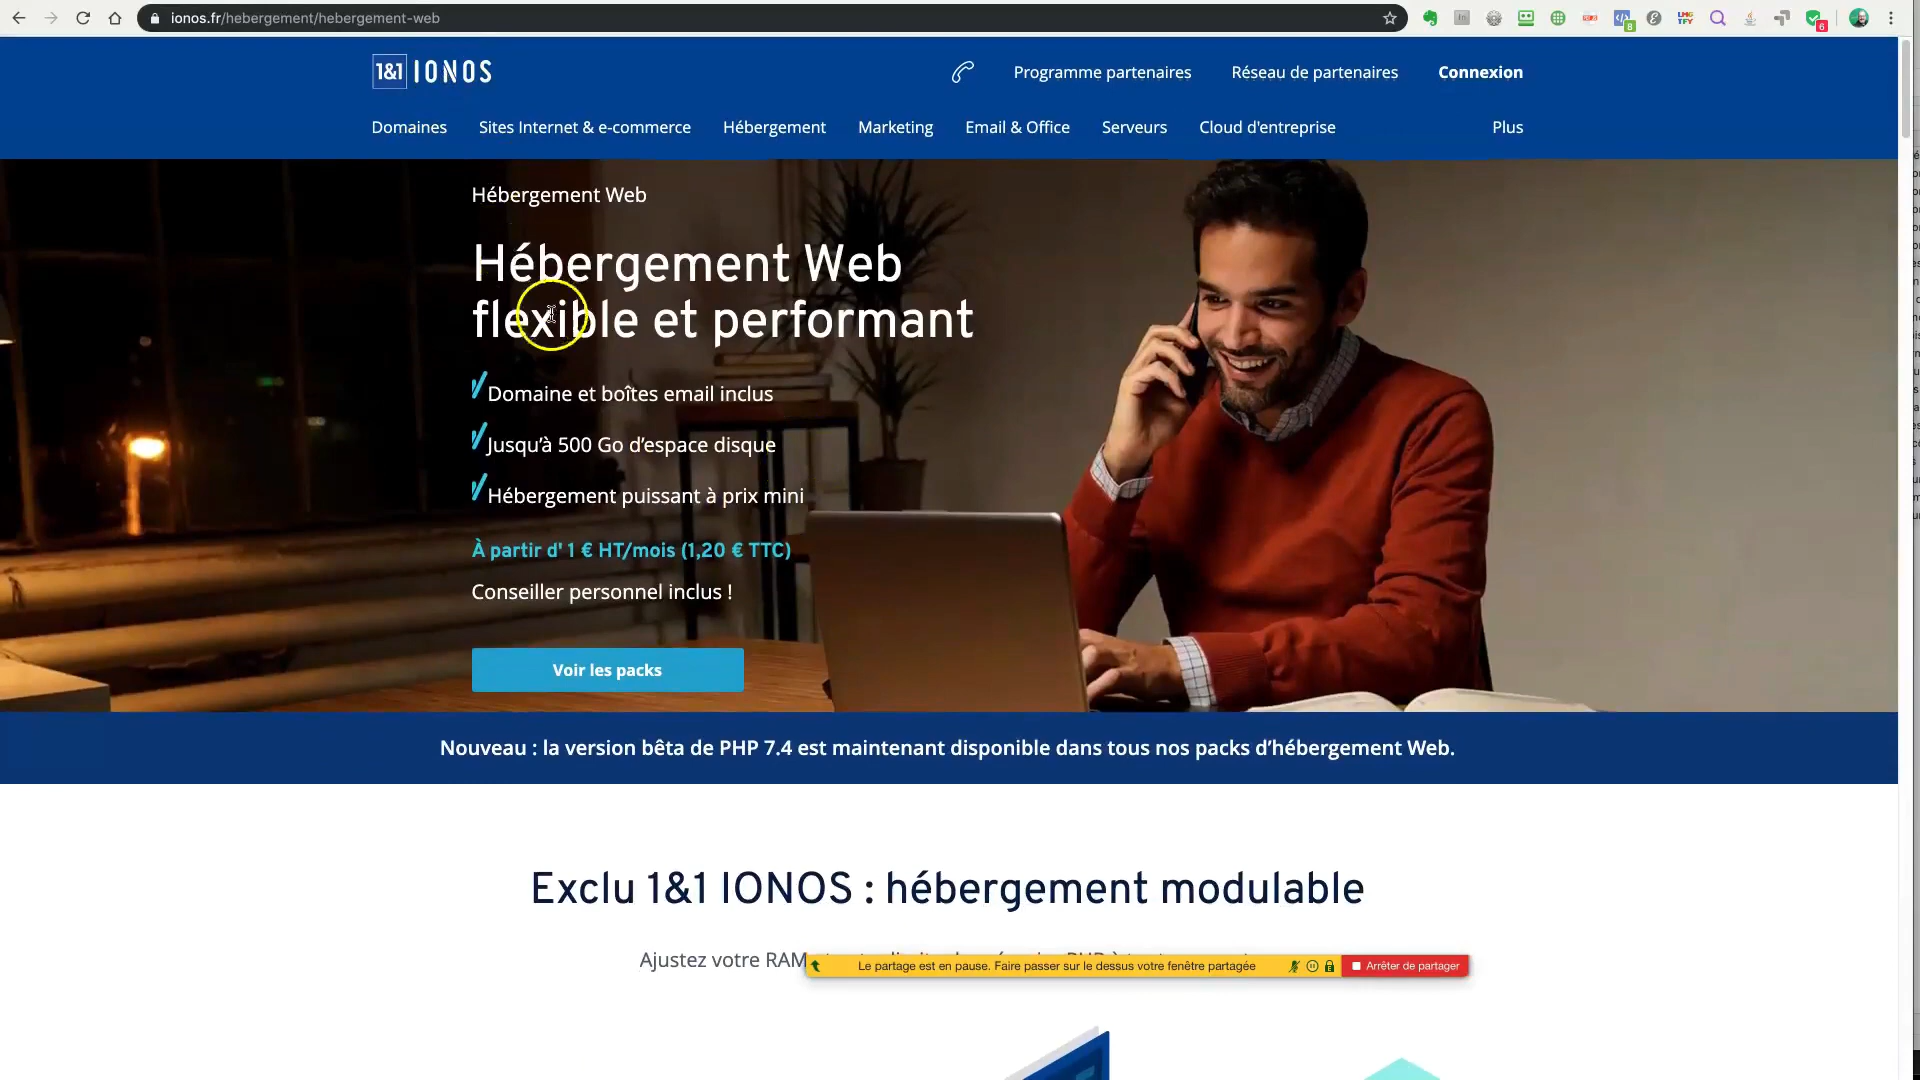 ionos.fr/hebergement/hebergement-web
8
LMG
TFY
6
1&1 IONOS
Programme partenaires
Réseau de partenaires
Connexion
Domaines
Sites Internet & e-commerce
Hébergement
Marketing
Email & Office
Serveurs
Cloud d'entreprise
Plus
Hébergement Web
Hébergement Web
flexible et performant
Domaine et boîtes email inclus
Jusqu’à 500 Go d’espace disque
Hébergement puissant à prix mini
À partir d' 1 € HT/mois (1,20 € TTC)
Conseiller personnel inclus !
Voir les packs
Nouveau : la version bêta de PHP 7.4 est maintenant disponible dans tous nos packs d’hébergement Web.
Exclu 1&1 IONOS : hébergement modulable
Ajustez votre RAM
Le partage est en pause. Faire passer sur le dessus votre fenêtre partagée
Arrêter de partager